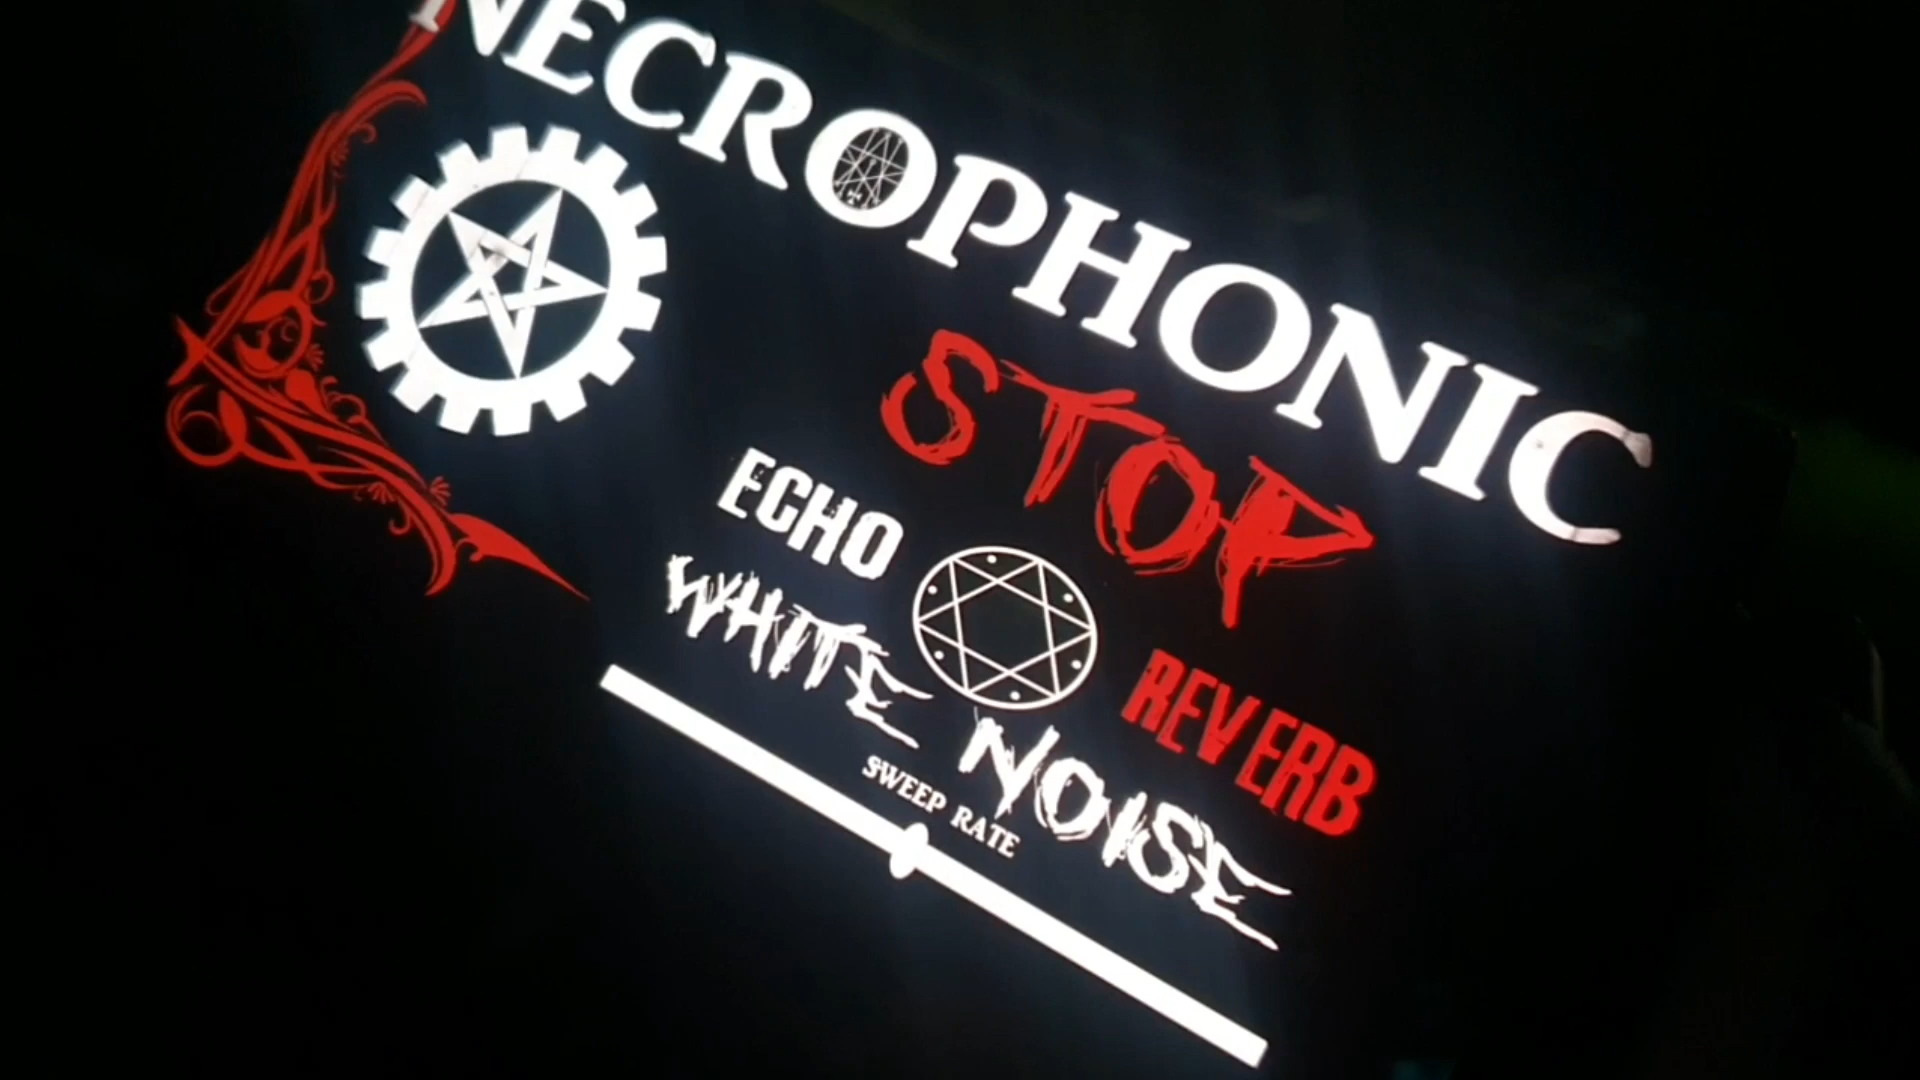 NECROPHONIC
STOP
ECHO
REVERB
WHITE NOISE
SWEEP RATE